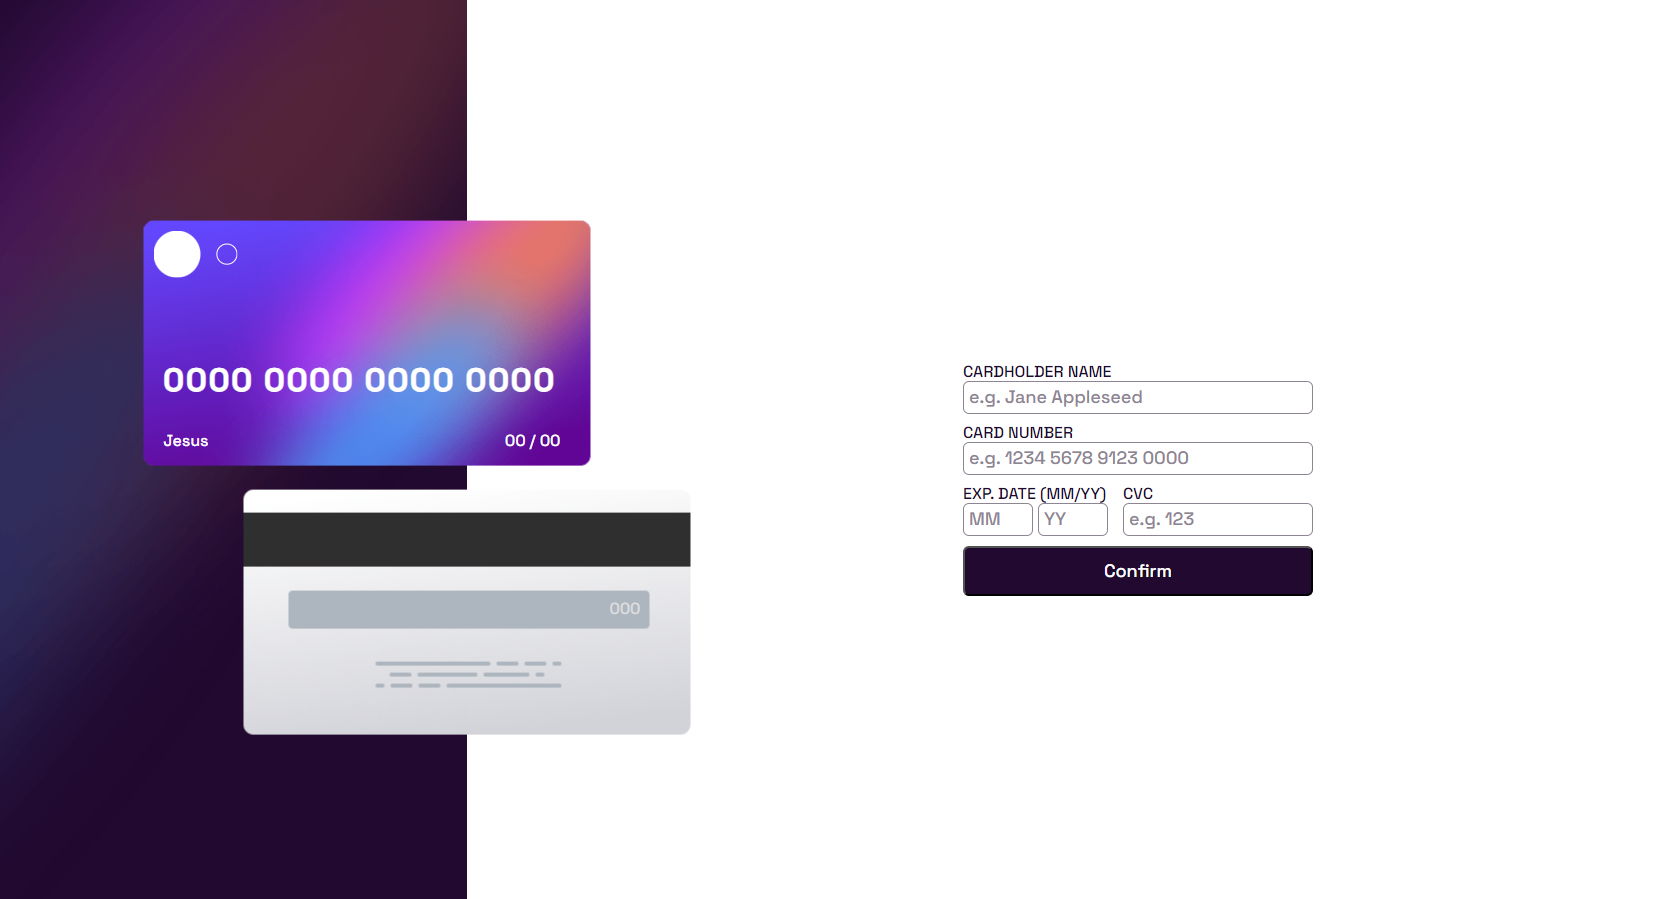 0000 0000 0000 0000
Jesus 00 / 00
000
CARDHOLDER NAME
e.g. Jane Appleseed
CARD NUMBER
e.g. 1234 5678 9123 0000
EXP. DATE (MM/YY) CVC
MM YY e.g. 123
Confirm